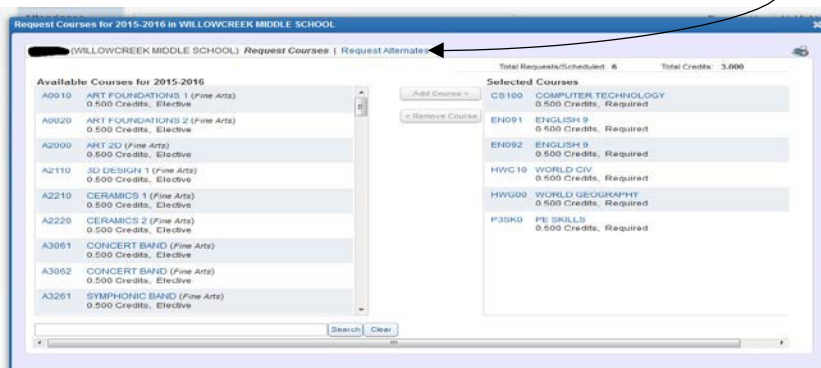 Request Courses for 2015-2016 in WILLOWCREEK MIDDLE SCHOOL
(WILLOWCREEK MIDDLE SCHOOL) Request Courses | Request Alternates
Total Requests/Scheduled: 6 Total Credits: 3.000
Available Courses for 2015-2016
A0010 ART FOUNDATIONS 1 (Fine Arts)
0.500 Credits, Elective
A0020 ART FOUNDATIONS 2 (Fine Arts)
0.500 Credits, Elective
A2000 ART 2D (Fine Arts)
0.500 Credits, Elective
A2110 3D DESIGN 1 (Fine Arts)
0.500 Credits, Elective
A2210 CERAMICS 1 (Fine Arts)
0.500 Credits, Elective
A2220 CERAMICS 2 (Fine Arts)
0.500 Credits, Elective
A3061 CONCERT BAND (Fine Arts)
0.500 Credits, Elective
A3062 CONCERT BAND (Fine Arts)
0.500 Credits, Elective
A3261 SYMPHONIC BAND (Fine Arts)
0.500 Credits, Elective
Search Clear
Add Course »
« Remove Course
Selected Courses
CS100 COMPUTER TECHNOLOGY
0.500 Credits, Required
EN091 ENGLISH 9
0.500 Credits, Required
EN092 ENGLISH 9
0.500 Credits, Required
HWC10 WORLD CIV
0.500 Credits, Required
HWG00 WORLD GEOGRAPHY
0.500 Credits, Required
P3SK0 PE SKILLS
0.500 Credits, Required